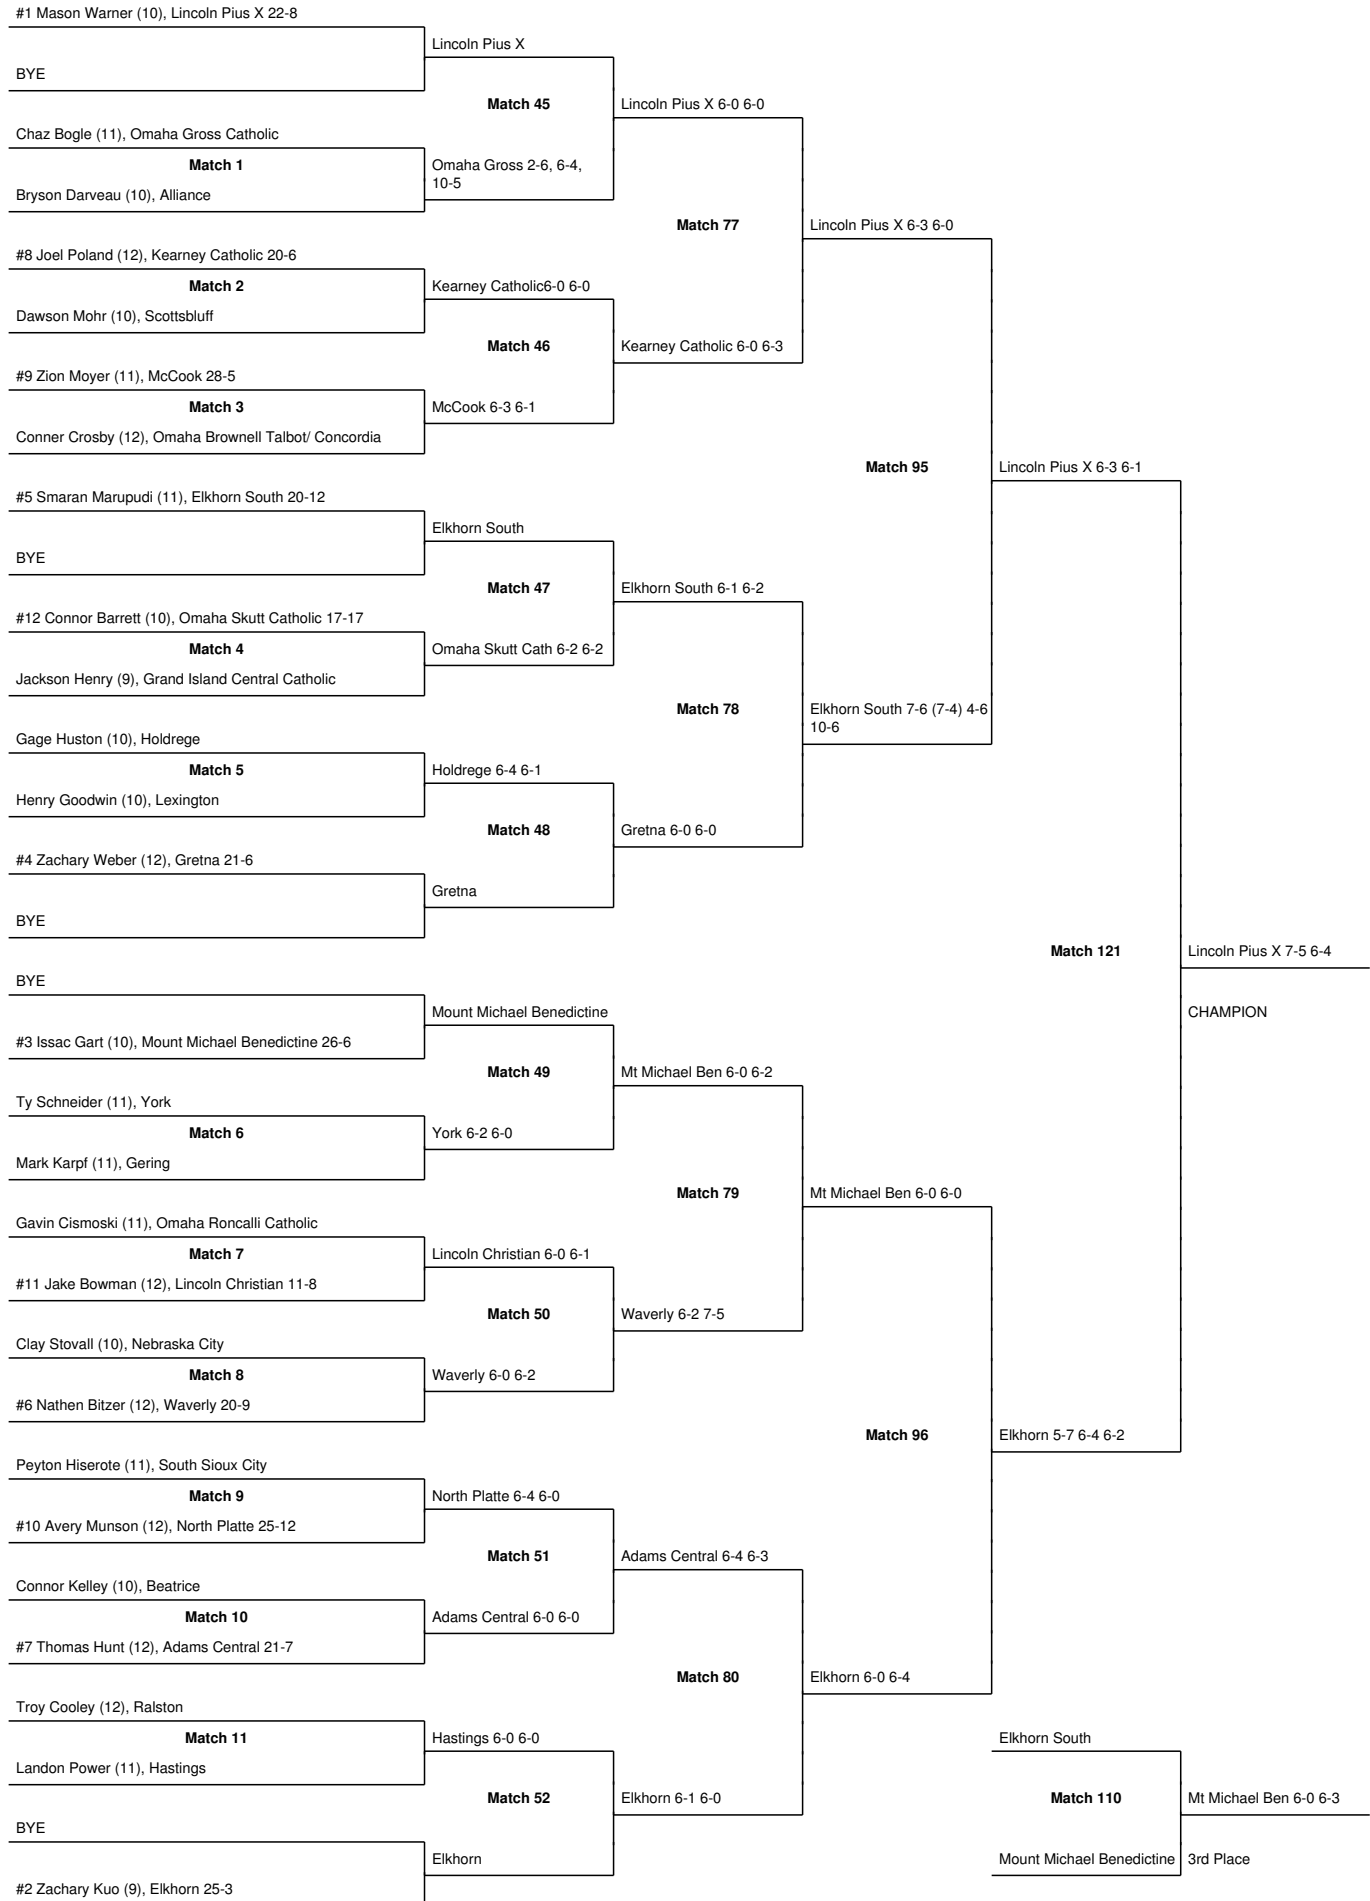 #1 Mason Warner (10), Lincoln Pius X 22-8
Lincoln Pius X
BYE
Match 45
Lincoln Pius X 6-0 6-0
Chaz Bogle (11), Omaha Gross Catholic
Match 1
Omaha Gross 2-6, 6-4,
10-5
Bryson Darveau (10), Alliance
Match 77
Lincoln Pius X 6-3 6-0
#8 Joel Poland (12), Kearney Catholic 20-6
Match 2
Kearney Catholic6-0 6-0
Dawson Mohr (10), Scottsbluff
Match 46
Kearney Catholic 6-0 6-3
#9 Zion Moyer (11), McCook 28-5
Match 3
McCook 6-3 6-1
Conner Crosby (12), Omaha Brownell Talbot/ Concordia
Match 95
Lincoln Pius X 6-3 6-1
#5 Smaran Marupudi (11), Elkhorn South 20-12
Elkhorn South
BYE
Match 47
Elkhorn South 6-1 6-2
#12 Connor Barrett (10), Omaha Skutt Catholic 17-17
Match 4
Omaha Skutt Cath 6-2 6-2
Jackson Henry (9), Grand Island Central Catholic
Match 78
Elkhorn South 7-6 (7-4) 4-6
10-6
Gage Huston (10), Holdrege
Match 5
Holdrege 6-4 6-1
Henry Goodwin (10), Lexington
Match 48
Gretna 6-0 6-0
#4 Zachary Weber (12), Gretna 21-6
Gretna
BYE
Match 121
Lincoln Pius X 7-5 6-4
BYE
Mount Michael Benedictine
CHAMPION
#3 Issac Gart (10), Mount Michael Benedictine 26-6
Match 49
Mt Michael Ben 6-0 6-2
Ty Schneider (11), York
Match 6
York 6-2 6-0
Mark Karpf (11), Gering
Match 79
Mt Michael Ben 6-0 6-0
Gavin Cismoski (11), Omaha Roncalli Catholic
Match 7
Lincoln Christian 6-0 6-1
#11 Jake Bowman (12), Lincoln Christian 11-8
Match 50
Waverly 6-2 7-5
Clay Stovall (10), Nebraska City
Match 8
Waverly 6-0 6-2
#6 Nathen Bitzer (12), Waverly 20-9
Match 96
Elkhorn 5-7 6-4 6-2
Peyton Hiserote (11), South Sioux City
Match 9
North Platte 6-4 6-0
#10 Avery Munson (12), North Platte 25-12
Match 51
Adams Central 6-4 6-3
Connor Kelley (10), Beatrice
Match 10
Adams Central 6-0 6-0
#7 Thomas Hunt (12), Adams Central 21-7
Match 80
Elkhorn 6-0 6-4
Troy Cooley (12), Ralston
Match 11
Hastings 6-0 6-0
Elkhorn South
Landon Power (11), Hastings
Match 52
Elkhorn 6-1 6-0
Match 110
Mt Michael Ben 6-0 6-3
BYE
Elkhorn
Mount Michael Benedictine
3rd Place
#2 Zachary Kuo (9), Elkhorn 25-3